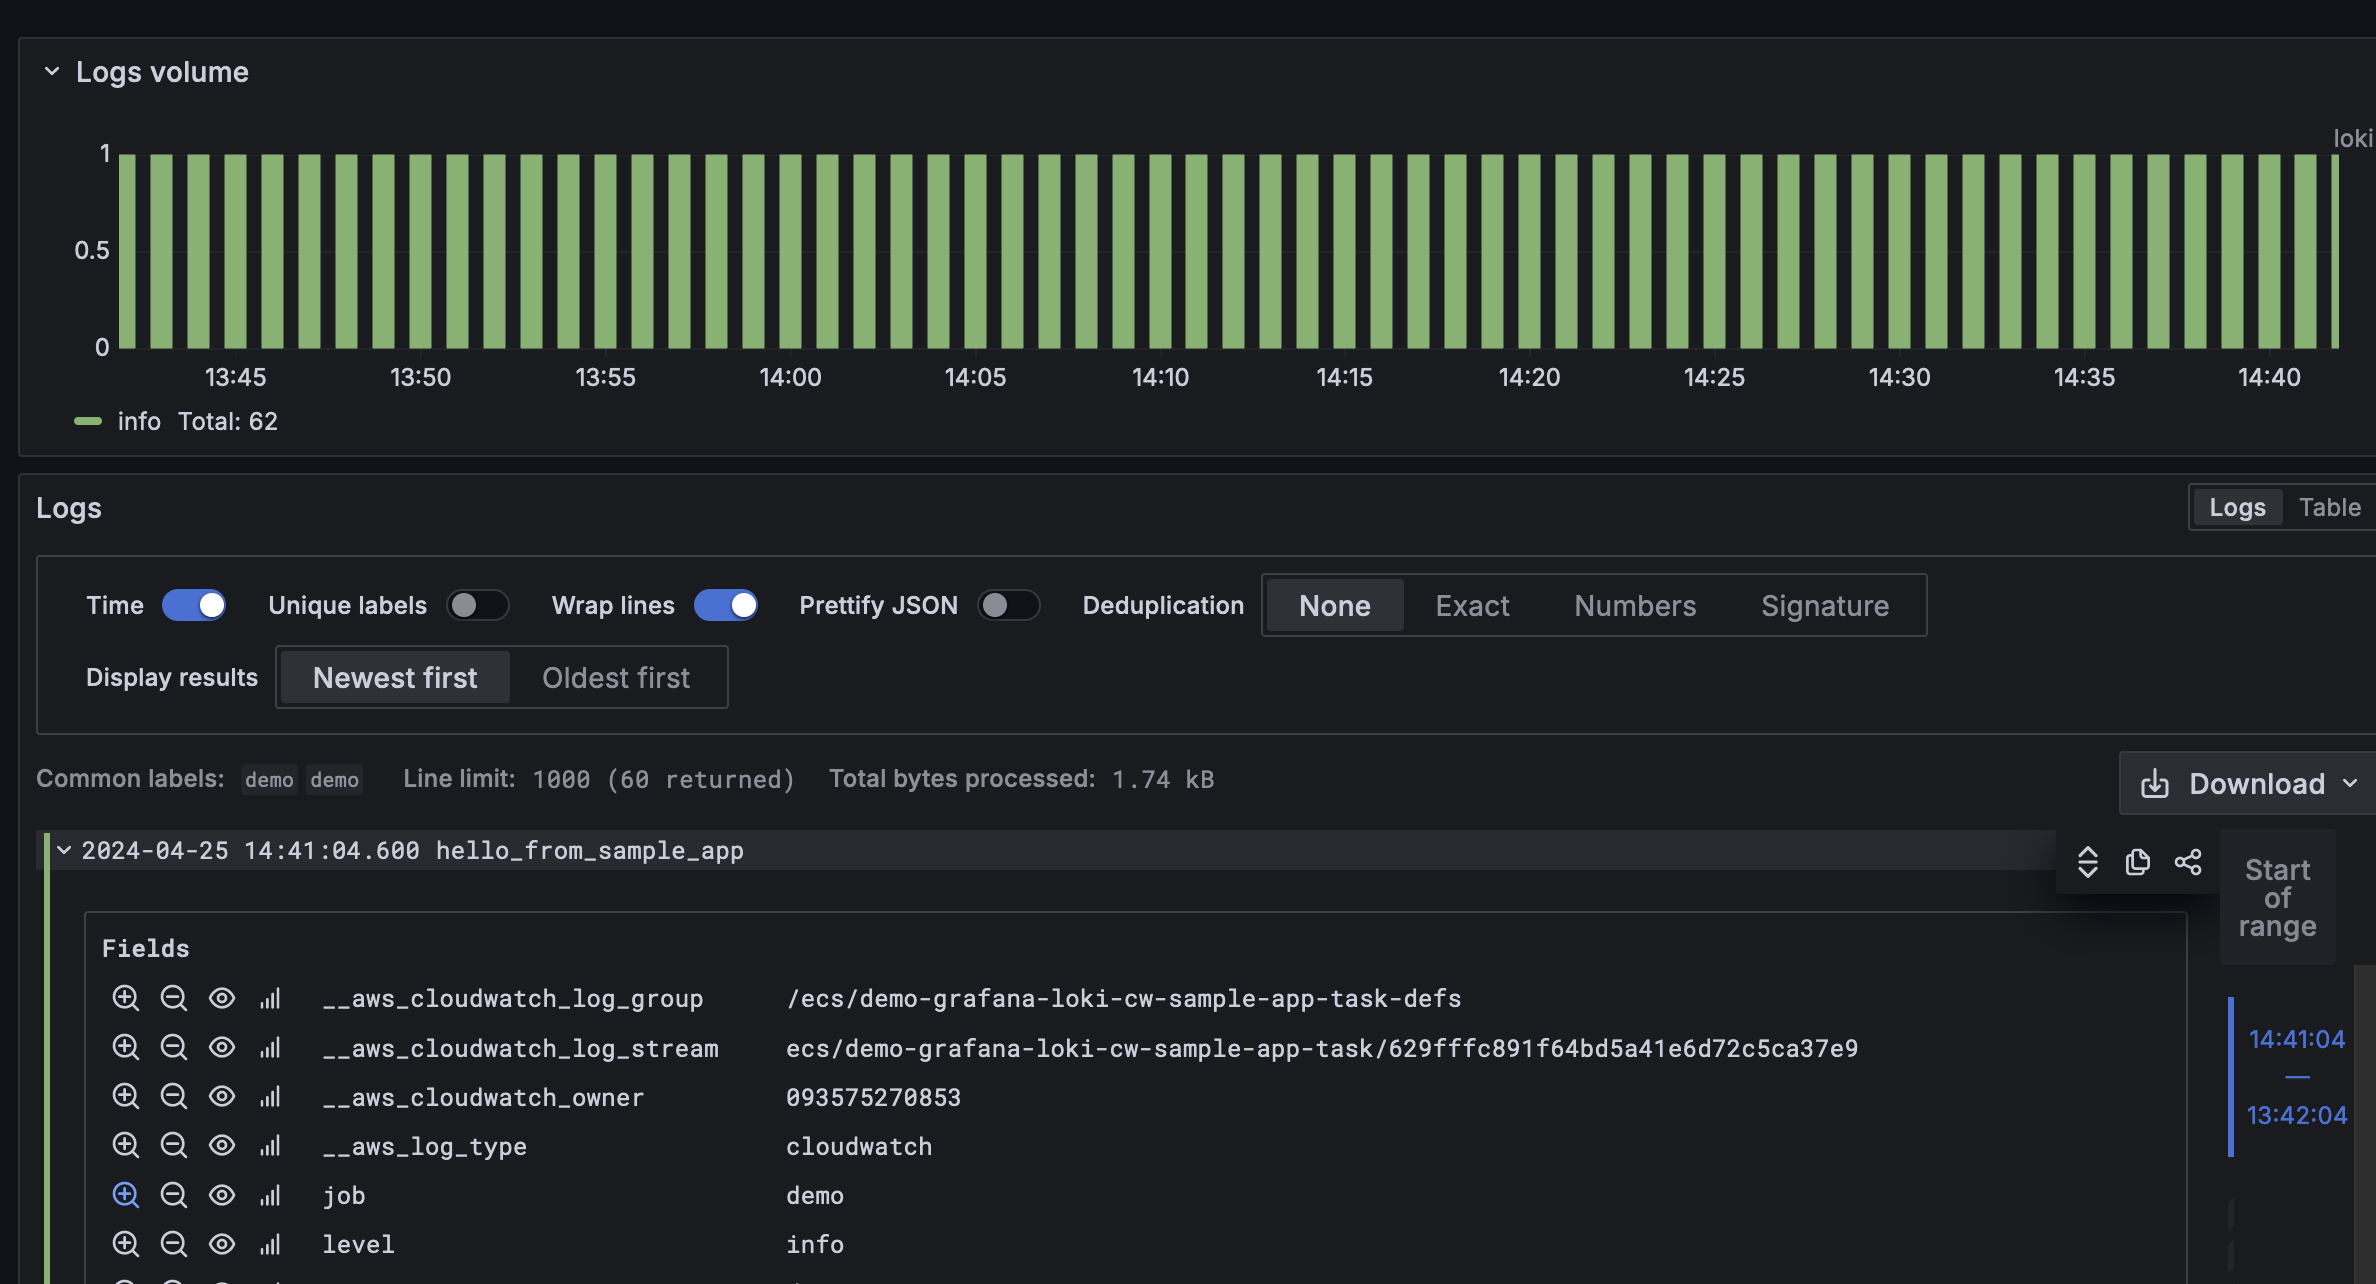 Logs volume
loki
1
0.5
0
13:45 13:50 13:55 14:00 14:05 14:10 14:15 14:20 14:25 14:30 14:35 14:40
info Total: 62
Logs
Logs Table
Time Unique labels Wrap lines Prettify JSON Deduplication None Exact Numbers Signature
Display results Newest first Oldest first
Common labels: demo demo Line limit: 1000 (60 returned) Total bytes processed: 1.74 kB
Download
2024-04-25 14:41:04.600 hello_from_sample_app
Start
of
range
Fields
__aws_cloudwatch_log_group /ecs/demo-grafana-loki-cw-sample-app-task-defs
__aws_cloudwatch_log_stream ecs/demo-grafana-loki-cw-sample-app-task/629fffc891f64bd5a41e6d72c5ca37e9
__aws_cloudwatch_owner 093575270853
__aws_log_type cloudwatch
job demo
level info
14:41:04
—
13:42:04